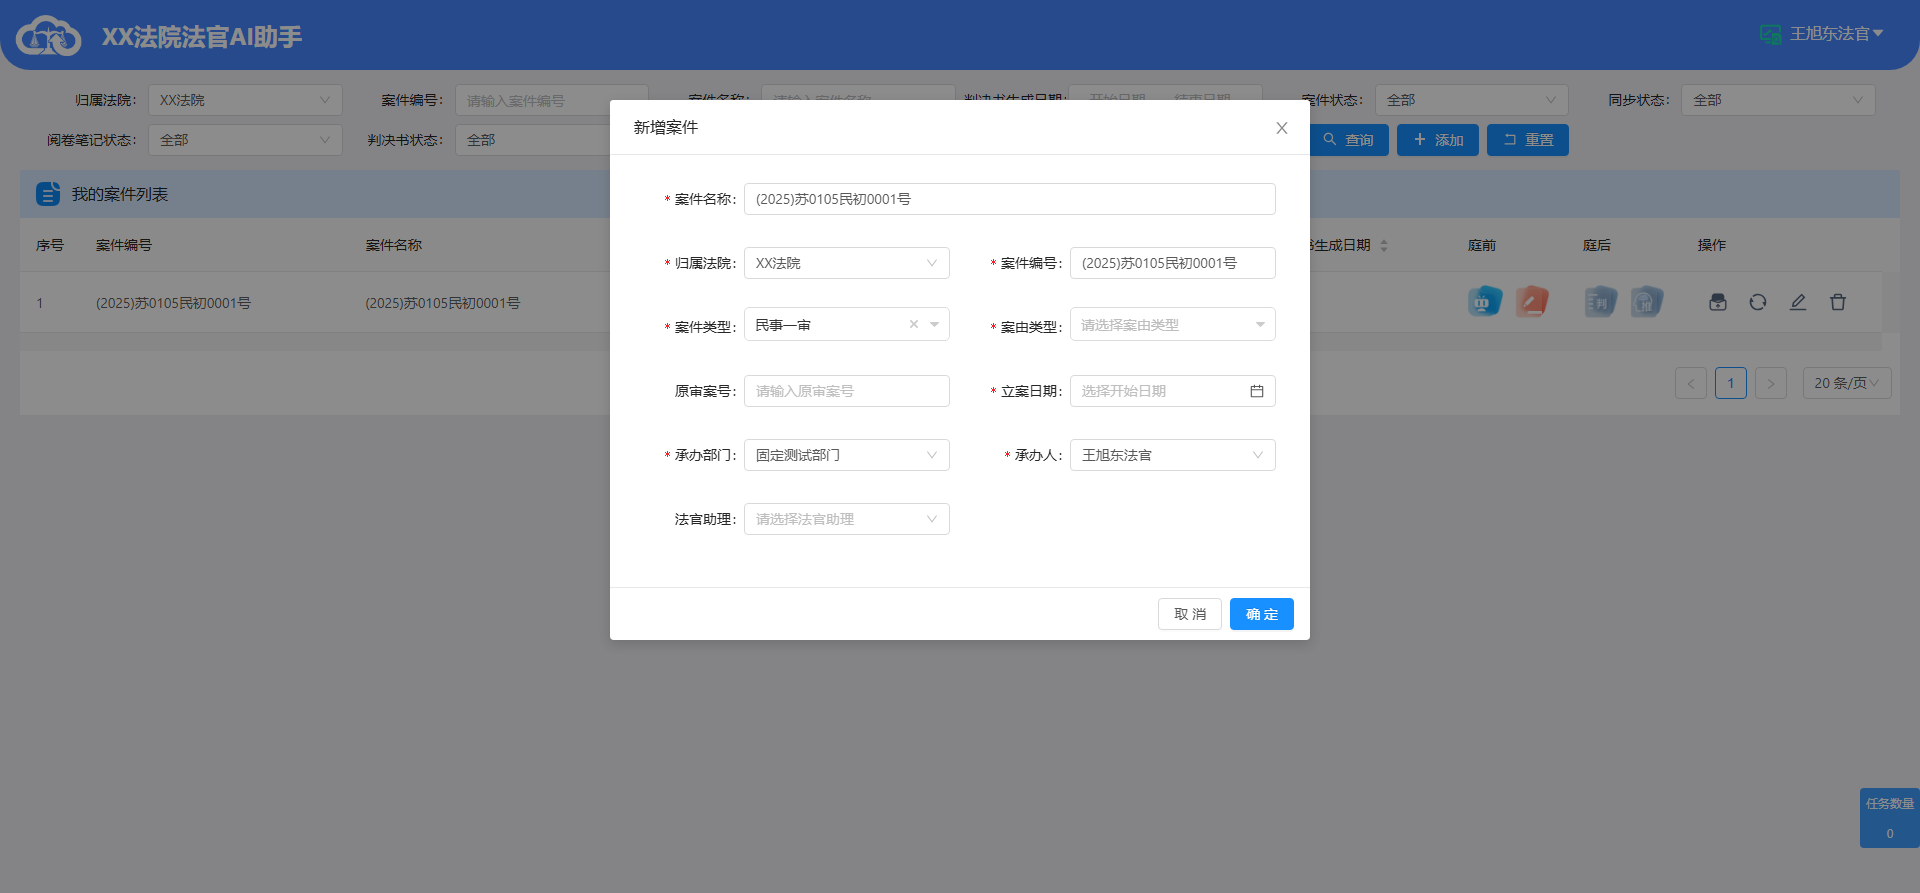 XX法院法官AI助手
王旭东法官
归属法院： XX法院 案件编号： 请输入案件编号 案件名称： 请输入案件名称 判决书生成日期： 开始日期 结束日期 案件状态： 全部 同步状态： 全部
阅卷笔记状态： 全部 判决书状态： 全部 查询 添加 重置
我的案件列表
序号 案件编号 案件名称 生成日期 庭前 庭后 操作
1 (2025)苏0105民初0001号 (2025)苏0105民初0001号
1 20 条/页
新增案件
* 案件名称： (2025)苏0105民初0001号
* 归属法院： XX法院 * 案件编号： (2025)苏0105民初0001号
* 案件类型： 民事一审 * 案由类型： 请选择案由类型
原审案号： 请输入原审案号 * 立案日期： 选择开始日期
* 承办部门： 固定测试部门 * 承办人： 王旭东法官
法官助理： 请选择法官助理
取 消 确 定
任务数量
0